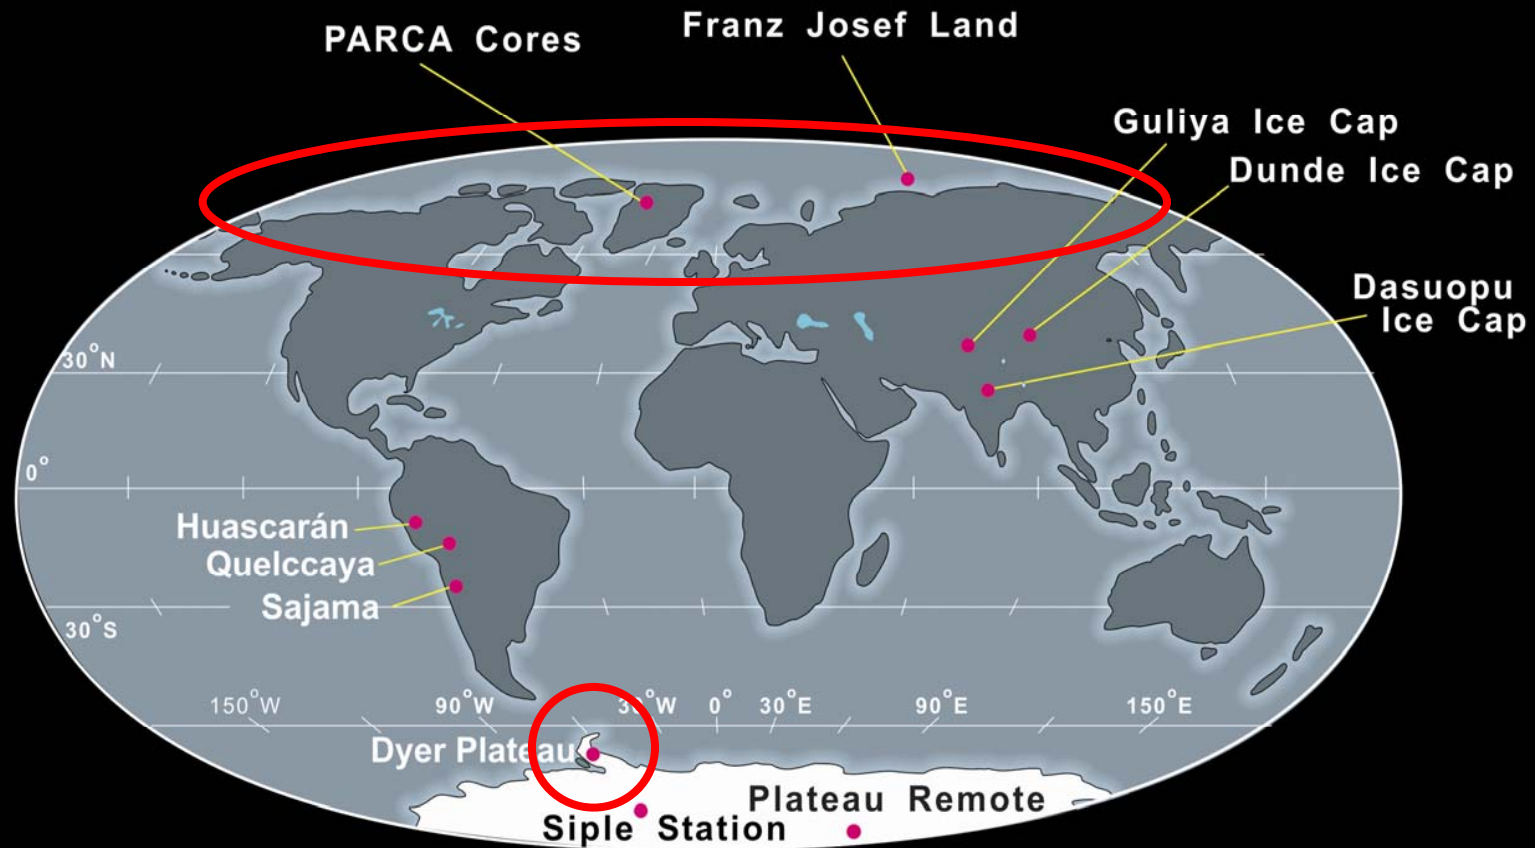 PARCA Cores
Franz Josef Land
Guliya Ice Cap
Dunde Ice Cap
Dasuopu
Ice Cap
30°N
0°
Huascarán
Quelccaya
Sajama
30°S
150°W
90°W
30°W
0°
30°E
90°E
150°E
Dyer Plateau
Plateau Remote
Siple Station